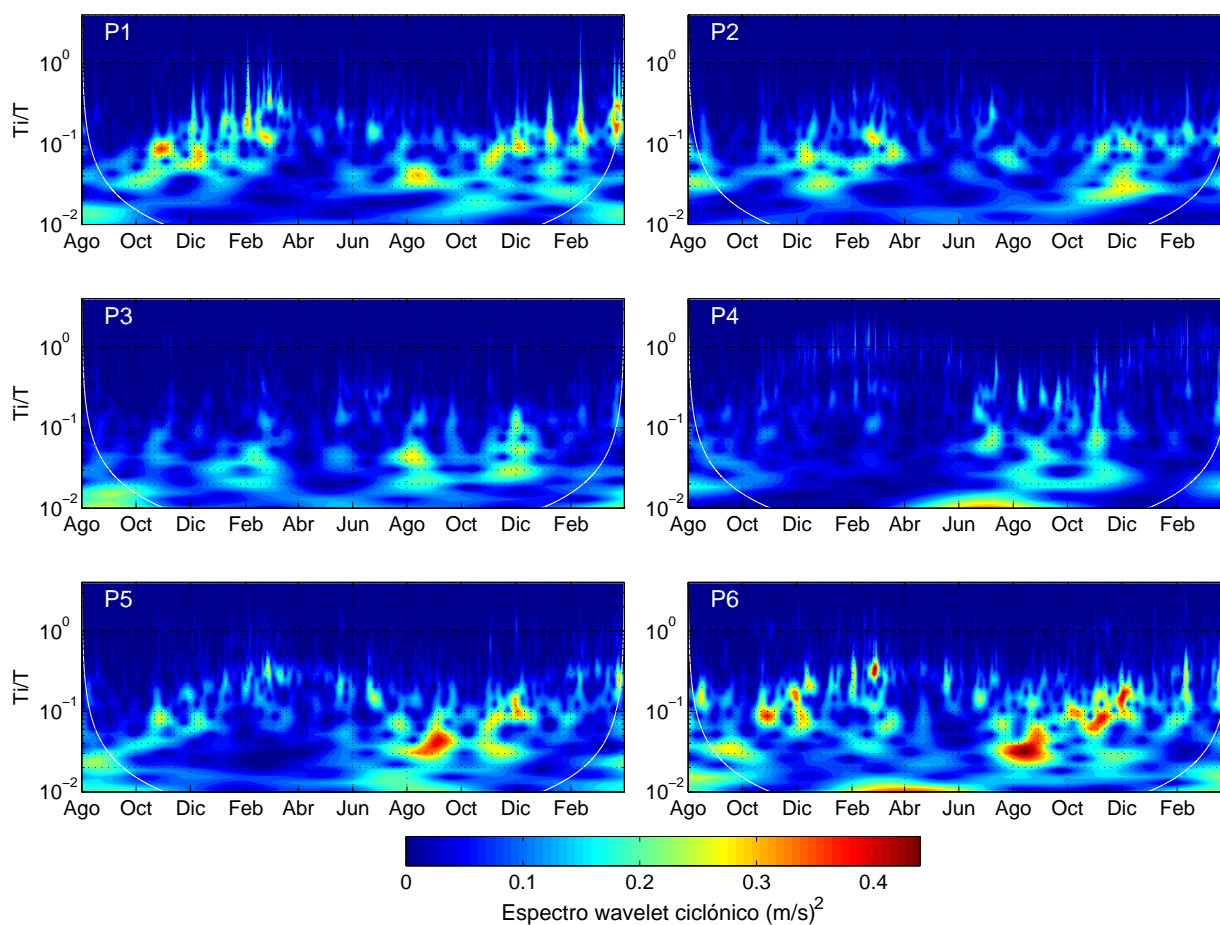 P1
P2
Ti/T
10^0
10^-1
10^-2
10^0
10^-1
10^-2
Ago Oct Dic Feb Abr Jun Ago Oct Dic Feb
Ago Oct Dic Feb Abr Jun Ago Oct Dic Feb
P3
P4
Ti/T
10^0
10^-1
10^-2
10^0
10^-1
10^-2
Ago Oct Dic Feb Abr Jun Ago Oct Dic Feb
Ago Oct Dic Feb Abr Jun Ago Oct Dic Feb
P5
P6
Ti/T
10^0
10^-1
10^-2
10^0
10^-1
10^-2
Ago Oct Dic Feb Abr Jun Ago Oct Dic Feb
Ago Oct Dic Feb Abr Jun Ago Oct Dic Feb
0 0.1 0.2 0.3 0.4
Espectro wavelet ciclónico (m/s)^2